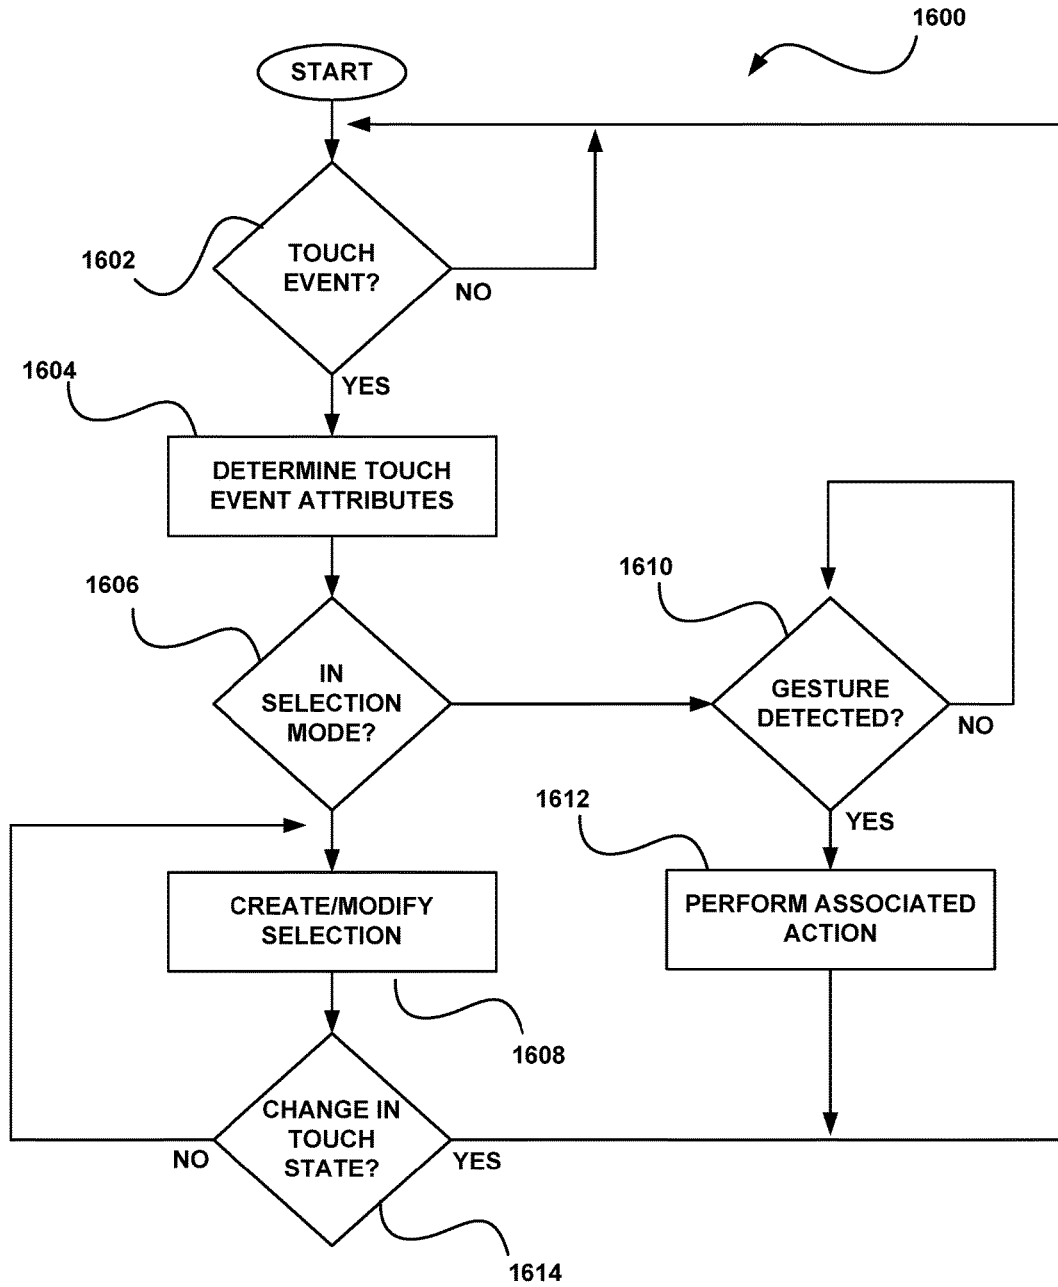 1600
START
1602
TOUCH
EVENT?
NO
YES
1604
DETERMINE TOUCH
EVENT ATTRIBUTES
1606
IN
SELECTION
MODE?
1610
GESTURE
DETECTED?
NO
YES
1612
PERFORM ASSOCIATED
ACTION
CREATE/MODIFY
SELECTION
1608
CHANGE IN
TOUCH
STATE?
NO
YES
1614